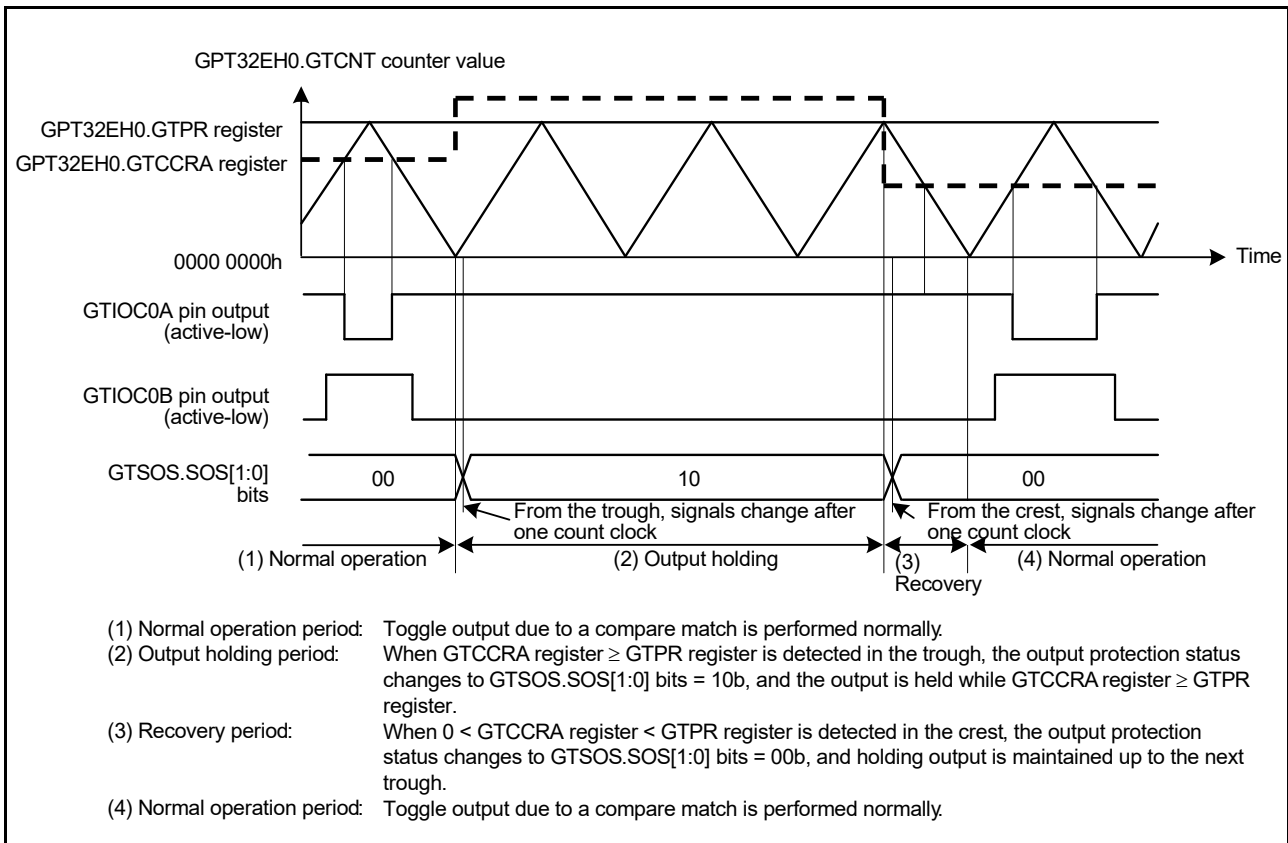 GPT32EH0.GTCNT counter value
GPT32EH0.GTPR register
GPT32EH0.GTCCRA register
0000 0000h
Time
GTIOC0A pin output
(active-low)
GTIOC0B pin output
(active-low)
GTSOS.SOS[1:0]
bits
00
10
00
From the trough, signals change after
one count clock
From the crest, signals change after
one count clock
(1) Normal operation
(2) Output holding
(3)
Recovery
(4) Normal operation
(1) Normal operation period: Toggle output due to a compare match is performed normally.
(2) Output holding period: When GTCCRA register ≥ GTPR register is detected in the trough, the output protection status
changes to GTSOS.SOS[1:0] bits = 10b, and the output is held while GTCCRA register ≥ GTPR
register.
(3) Recovery period: When 0 < GTCCRA register < GTPR register is detected in the crest, the output protection
status changes to GTSOS.SOS[1:0] bits = 00b, and holding output is maintained up to the next
trough.
(4) Normal operation period: Toggle output due to a compare match is performed normally.